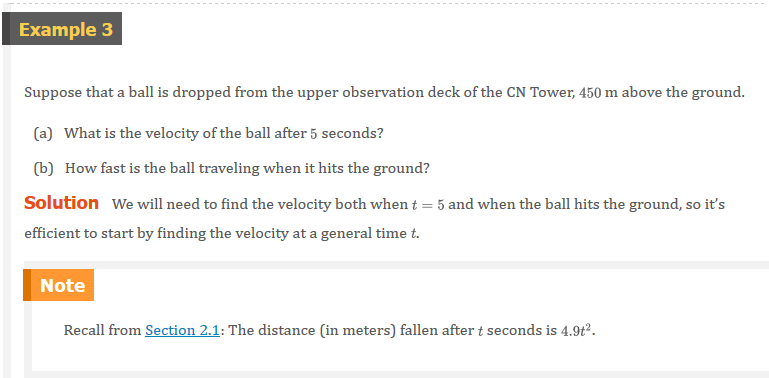 Example 3
Suppose that a ball is dropped from the upper observation deck of the CN Tower, 450 m above the ground.
(a) What is the velocity of the ball after 5 seconds?
(b) How fast is the ball traveling when it hits the ground?
Solution We will need to find the velocity both when t = 5 and when the ball hits the ground, so it's
efficient to start by finding the velocity at a general time t.
Note
Recall from Section 2.1: The distance (in meters) fallen after t seconds is 4.9t².